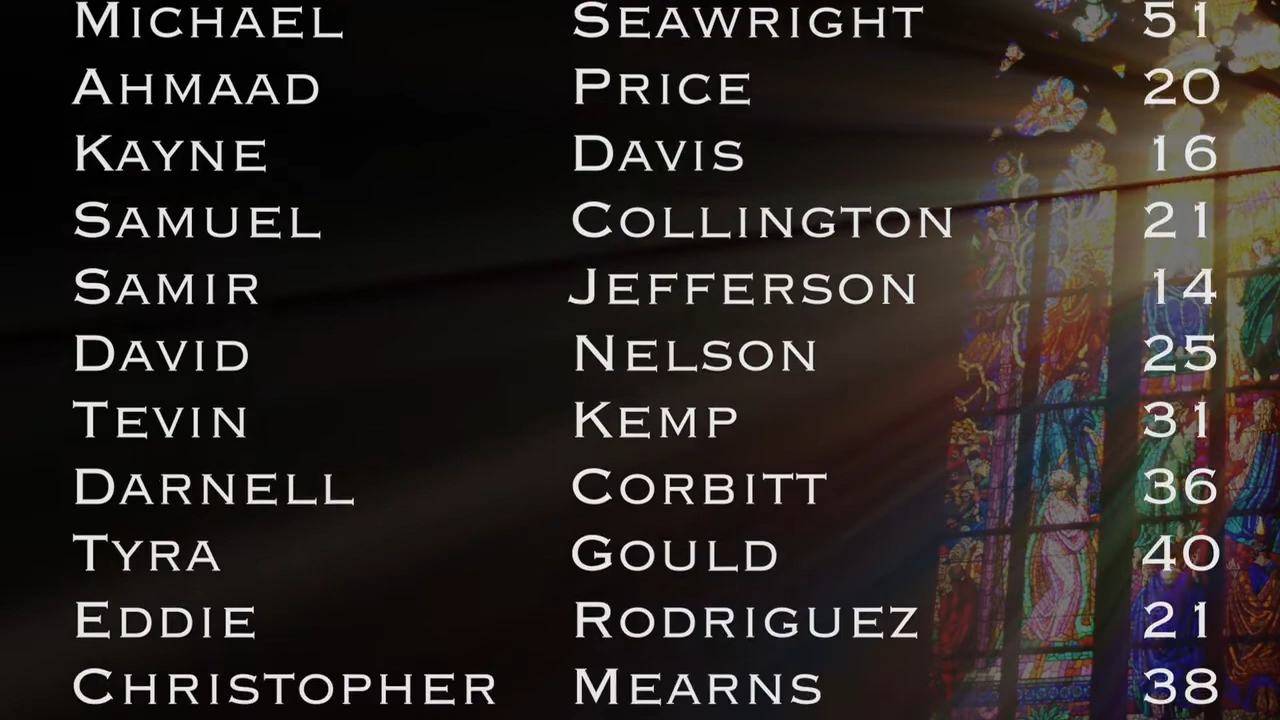 MICHAEL SEAWRIGHT 51
AHMAAD PRICE 20
KAYNE DAVIS 16
SAMUEL COLLINGTON 21
SAMIR JEFFERSON 14
DAVID NELSON 25
TEVIN KEMP 31
DARNELL CORBITT 36
TYRA GOULD 40
EDDIE RODRIGUEZ 21
CHRISTOPHER MEARNS 38